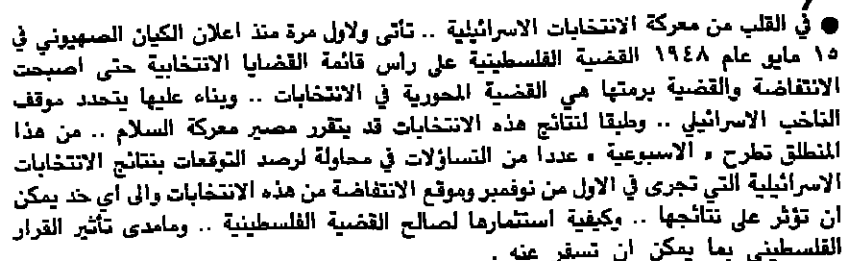 ● في القلب من معركة الانتخابات الاسرائيلية .. تأتى ولاول مرة منذ اعلان الكيان الصهيوني في
١٥ مايو عام ١٩٤٨ القضية الفلسطينية على رأس قائمة القضايا الانتخابية حتى اصبحت
الانتفاضة والقضية برمتها هي القضية المحورية في الانتخابات .. وبناء عليها يتحدد موقف
الناخب الاسرائيلي .. وطبقا لنتائج هذه الانتخابات قد يتقرر مصير معركة السلام .. من هذا
المنطلق تطرح « الاسبوعية » عددا من التساؤلات في محاولة لرصد التوقعات بنتائج الانتخابات
الاسرئيلية التي تجرى في الاول من نوفمبر وموقع الانتفاضة من هذه الانتخابات والى اي حد يمكن
ان تؤثر على نتائجها .. وكيفية استثمارها لصالح القضية الفلسطينية .. ومامدى تأثير القرار
الفلسطيني بما يمكن ان تسفر عنه .